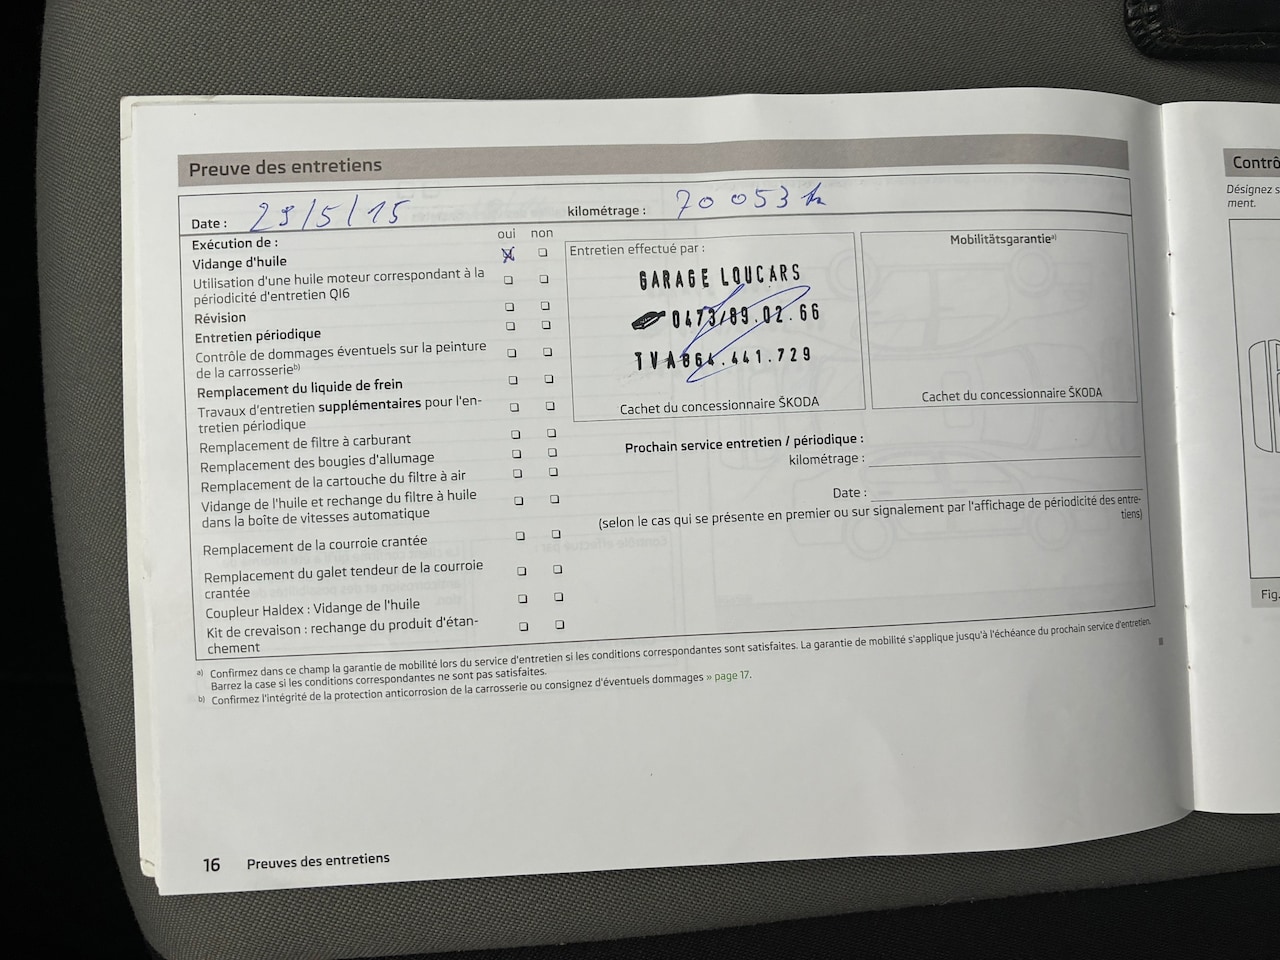 Preuve des entretiens
Date : 29/5/15 kilométrage : 70 053 k
Exécution de : oui non
Vidange d'huile
Utilisation d'une huile moteur correspondant à la
périodicité d'entretien QI6
Révision
Entretien périodique
Contrôle de dommages éventuels sur la peinture
de la carrosserieb)
Remplacement du liquide de frein
Travaux d'entretien supplémentaires pour l'en-
tretien périodique
Remplacement de filtre à carburant
Remplacement des bougies d'allumage
Remplacement de la cartouche du filtre à air
Vidange de l'huile et rechange du filtre à huile
dans la boîte de vitesses automatique
Remplacement de la courroie crantée
Remplacement du galet tendeur de la courroie
crantée
Coupleur Haldex : Vidange de l'huile
Kit de crevaison : rechange du produit d'étan-
chement
Entretien effectué par :
GARAGE LOUCARS
0473/89.02.66
TVA864.441.729
Cachet du concessionnaire ŠKODA
Mobilitätsgarantiea)
Cachet du concessionnaire ŠKODA
Prochain service entretien / périodique :
kilométrage :
Date :
(selon le cas qui se présente en premier ou sur signalement par l'affichage de périodicité des entre-
tiens)
a) Confirmez dans ce champ la garantie de mobilité lors du service d'entretien si les conditions correspondantes sont satisfaites. La garantie de mobilité s'applique jusqu'à l'échéance du prochain service d'entretien.
Barrez la case si les conditions correspondantes ne sont pas satisfaites.
b) Confirmez l'intégrité de la protection anticorrosion de la carrosserie ou consignez d'éventuels dommages » page 17.
16 Preuves des entretiens
Contrô
Désignez s
ment.
Fig.